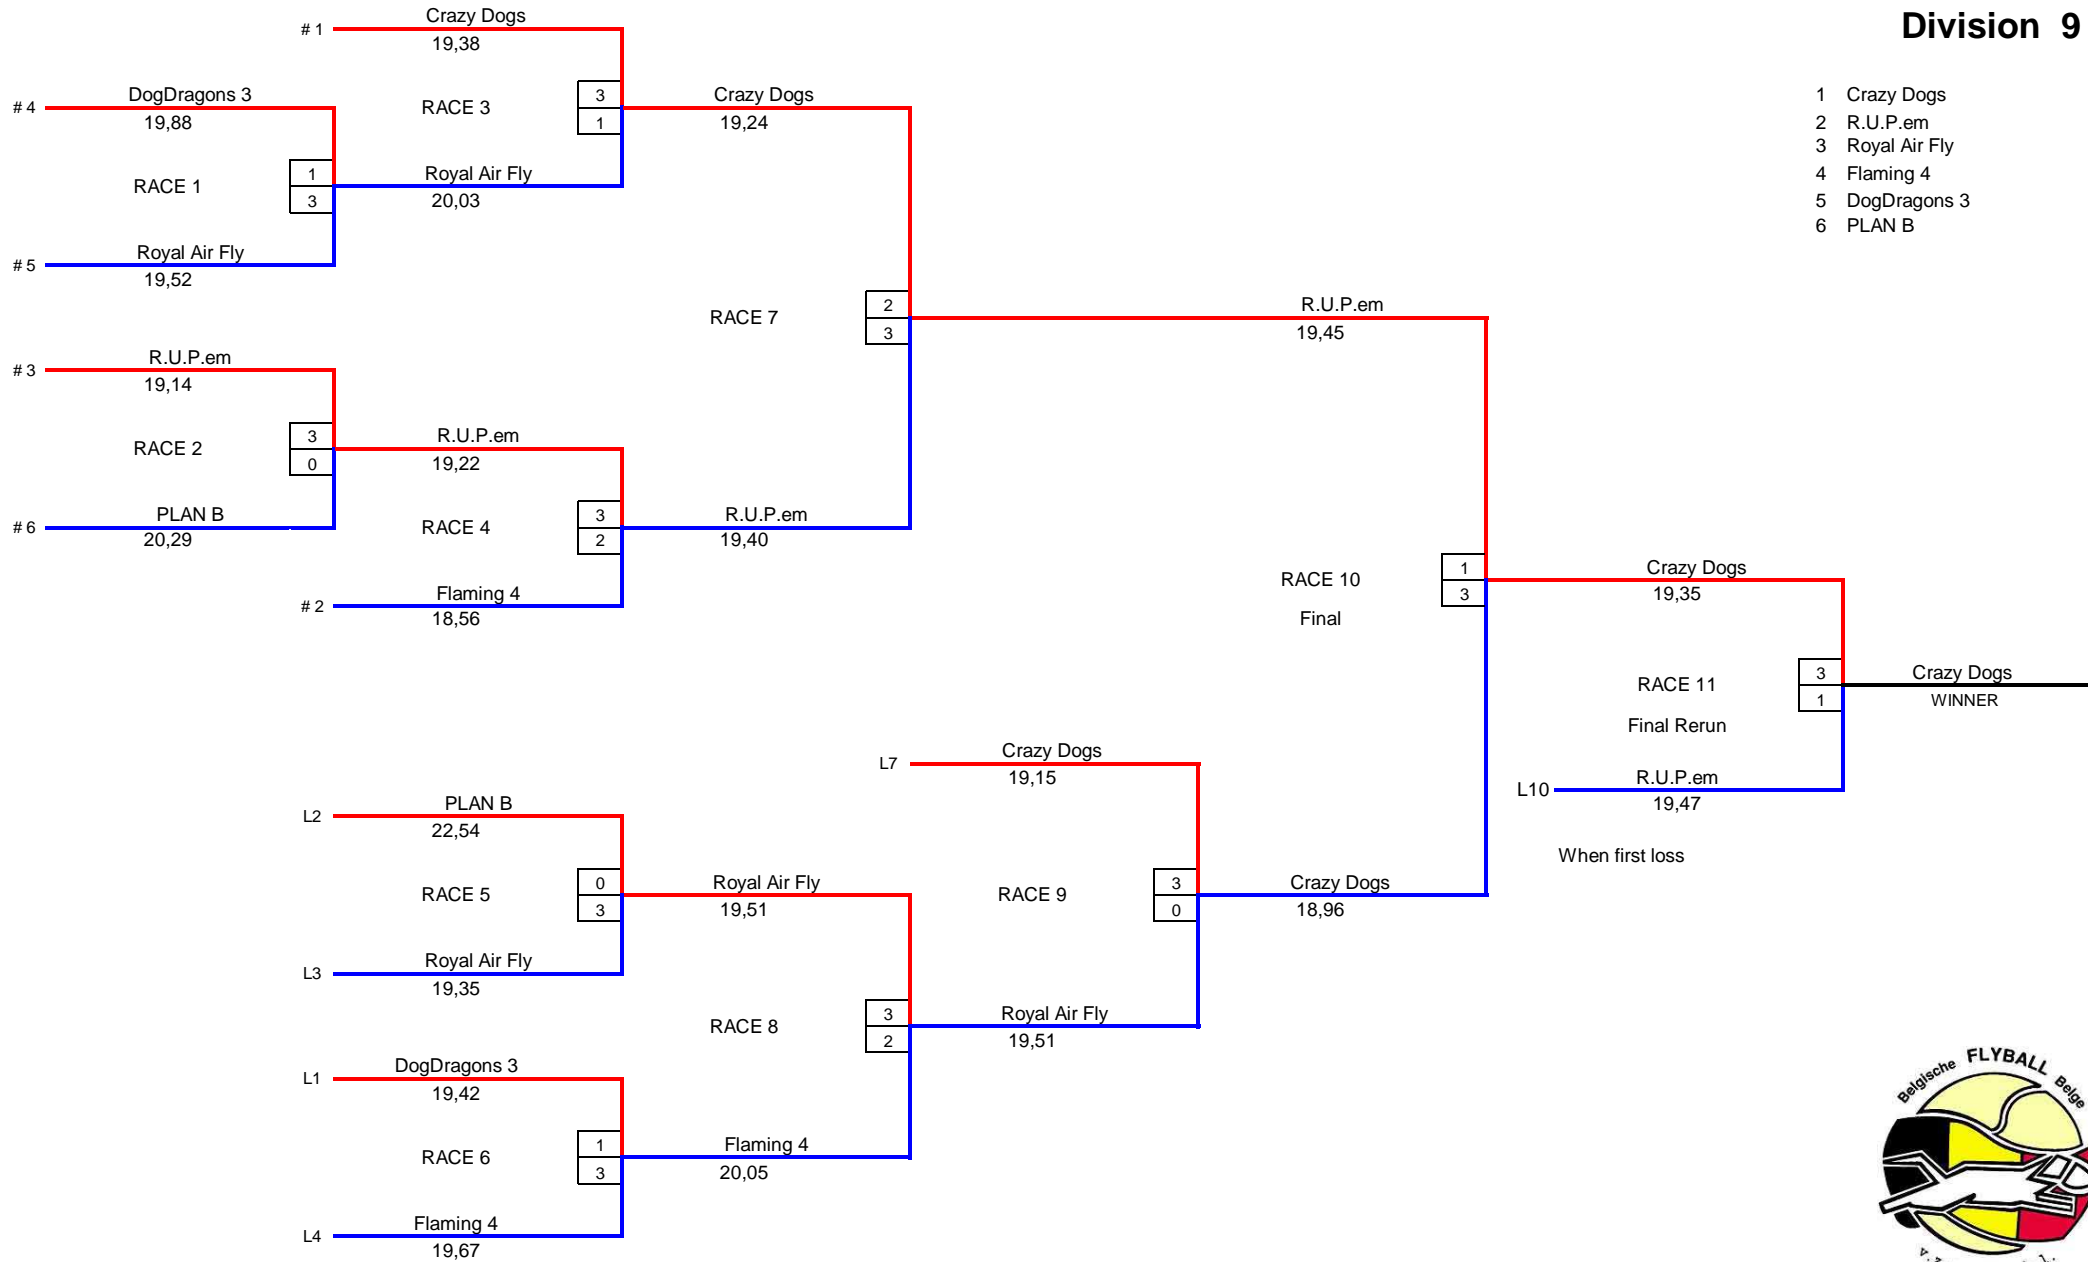 Division 9
1 Crazy Dogs
2 R.U.P.em
3 Royal Air Fly
4 Flaming 4
5 DogDragons 3
6 PLAN B
# 1
Crazy Dogs
19,38
# 4
DogDragons 3
19,88
RACE 3
3
1
Crazy Dogs
19,24
RACE 1
1
3
Royal Air Fly
20,03
# 5
Royal Air Fly
19,52
RACE 7
2
3
R.U.P.em
19,45
# 3
R.U.P.em
19,14
RACE 2
3
0
R.U.P.em
19,22
# 6
PLAN B
20,29
RACE 4
3
2
R.U.P.em
19,40
# 2
Flaming 4
18,56
RACE 10
Final
1
3
Crazy Dogs
19,35
RACE 11
Final Rerun
3
1
Crazy Dogs
WINNER
L7
Crazy Dogs
19,15
L10
R.U.P.em
19,47
When first loss
L2
PLAN B
22,54
RACE 5
0
3
Royal Air Fly
19,51
RACE 9
3
0
Crazy Dogs
18,96
L3
Royal Air Fly
19,35
RACE 8
3
2
Royal Air Fly
19,51
L1
DogDragons 3
19,42
RACE 6
1
3
Flaming 4
20,05
L4
Flaming 4
19,67
Belgische FLYBALL Belge